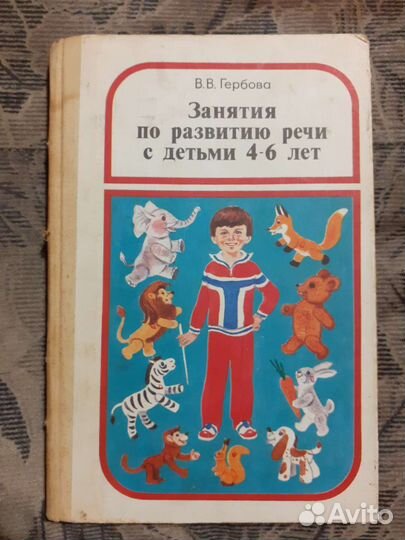 В.В. Гербова
Занятия
по развитию речи
с детьми 4-6 лет
Avito